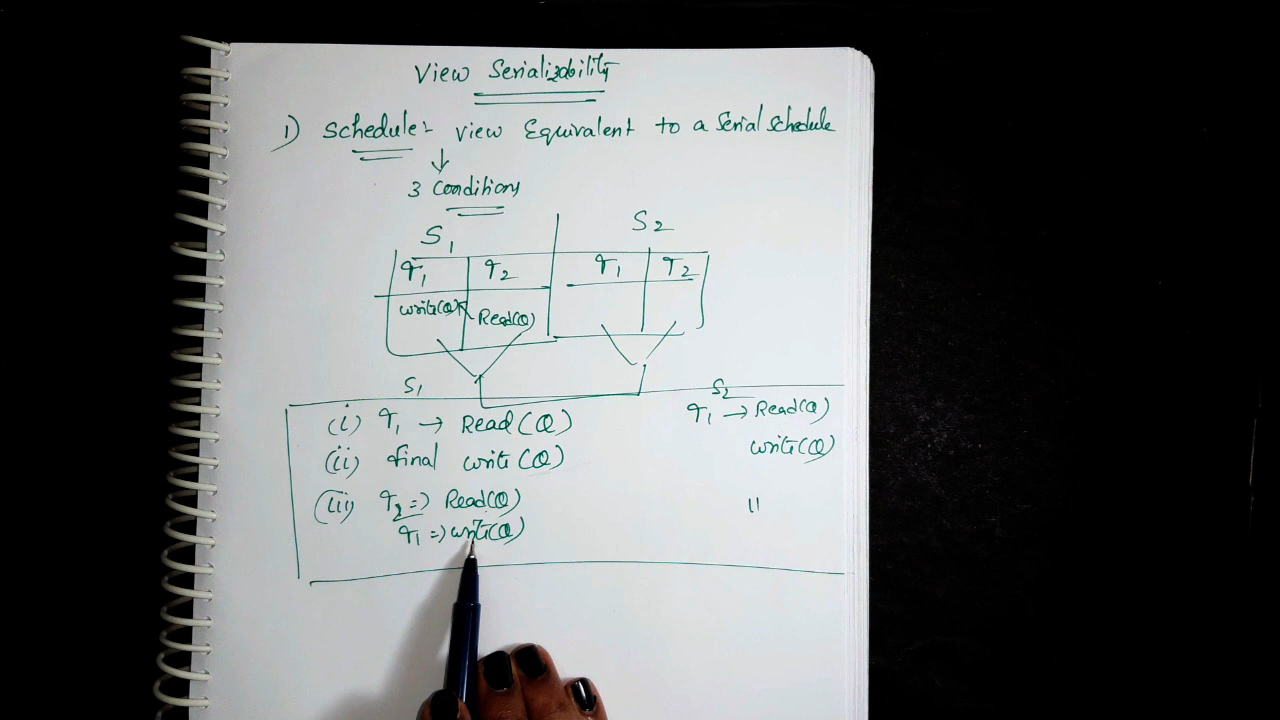 View Serializability
1) Schedule:- view Equivalent to a Serial schedule
↓
3 Conditions
S1 S2
T1 T2 T1 T2
write(Q) Read(Q)
S1 S2
(i) T1 → Read(Q) T1 → Read(Q)
(ii) final write(Q) write(Q)
(iii) T2 => Read(Q) 11
T1 => write(Q)